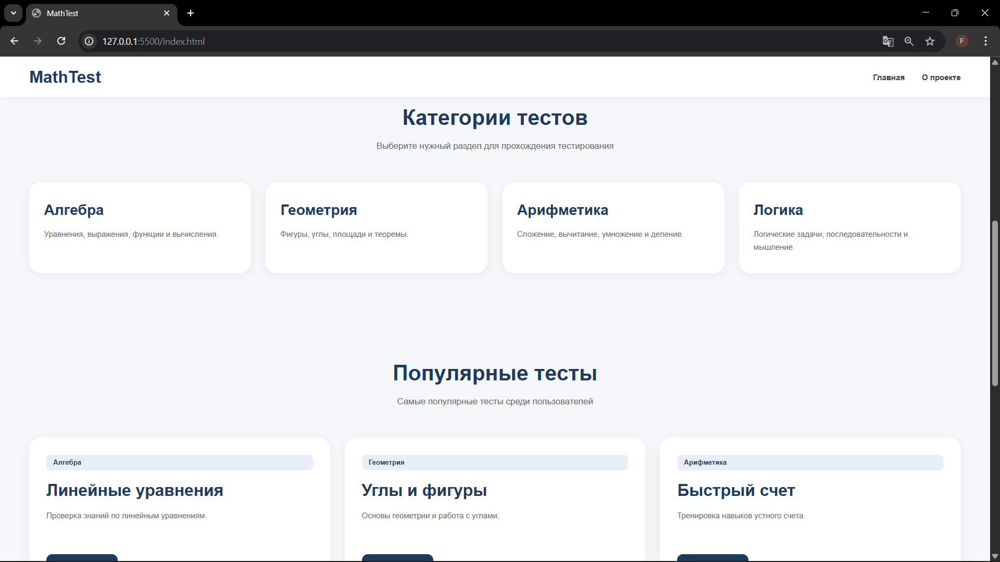 MathTest
127.0.0.1:5500/index.html
F
MathTest
Главная
О проекте
Категории тестов
Выберите нужный раздел для прохождения тестирования
Алгебра
Уравнения, выражения, функции и вычисления.
Геометрия
Фигуры, углы, площади и теоремы.
Арифметика
Сложение, вычитание, умножение и деление.
Логика
Логические задачи, последовательности и
мышление.
Популярные тесты
Самые популярные тесты среди пользователей
Алгебра
Линейные уравнения
Проверка знаний по линейным уравнениям.
Геометрия
Углы и фигуры
Основы геометрии и работа с углами.
Арифметика
Быстрый счет
Тренировка навыков устного счета.